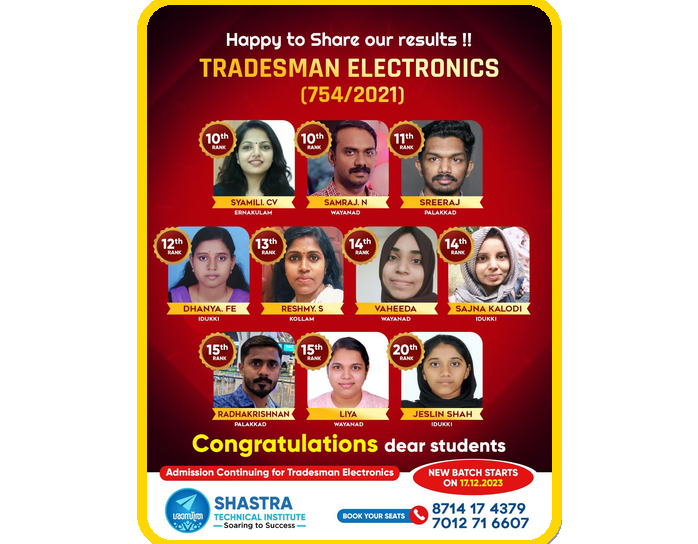 Happy to Share our results !!
TRADESMAN ELECTRONICS
(754/2021)
10th RANK
10th RANK
11th RANK
SYAMILI. CV
SAMRAJ. N
SREERAJ
ERNAKULAM
WAYANAD
PALAKKAD
12th RANK
13th RANK
14th RANK
14th RANK
DHANYA. FE
RESHMY. S
VAHEEDA
SAJNA KALODI
IDUKKI
KOLLAM
WAYANAD
IDUKKI
15th RANK
15th RANK
20th RANK
RADHAKRISHNAN
LIYA
JESLIN SHAH
PALAKKAD
WAYANAD
IDUKKI
Congratulations dear students
Admission Continuing for Tradesman Electronics
NEW BATCH STARTS
ON 17.12.2023
ശാസ്ത്ര
SHASTRA
TECHNICAL INSTITUTE
Soaring to Success
BOOK YOUR SEATS
8714 17 4379
7012 71 6607